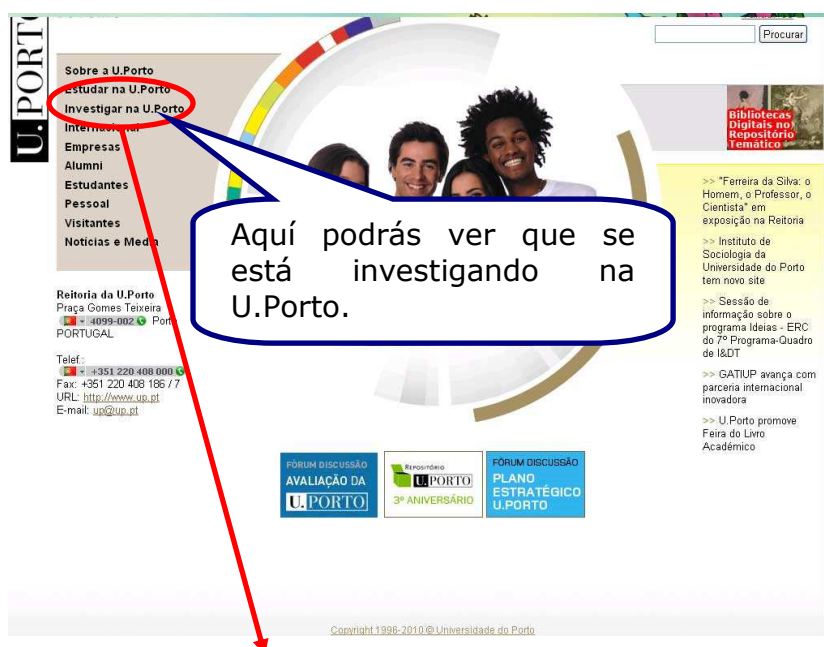 U.PORTO
Procurar
Sobre a U.Porto
Estudar na U.Porto
Investigar na U.Porto
Internacional
Empresas
Alumni
Estudantes
Pessoal
Visitantes
Notícias e Media
Reitoria da U.Porto
Praça Gomes Teixeira
4099-002 Port
PORTUGAL
Telef.:
+351 220 408 000
Fax: +351 220 408 186 / 7
URL: http://www.up.pt
E-mail: up@up.pt
Aquí podrás ver que se
está investigando na
U.Porto.
Bibliotecas
Digitais no
Repositório
Temático
>> "Ferreira da Silva: o
Homem, o Professor, o
Cientista" em
exposição na Reitoria
>> Instituto de
Sociologia da
Universidade do Porto
tem novo site
>> Sessão de
informação sobre o
programa Ideias - ERC
do 7º Programa-Quadro
de I&DT
>> GATIUP avança com
parceria internacional
inovadora
>> U.Porto promove
Feira do Livro
Académico
FÓRUM DISCUSSÃO
AVALIAÇÃO DA
U.PORTO
REPOSITÓRIO
U.PORTO
3º ANIVERSÁRIO
FÓRUM DISCUSSÃO
PLANO
ESTRATÉGICO
U.PORTO
Copyright 1996-2010 © Universidade do Porto